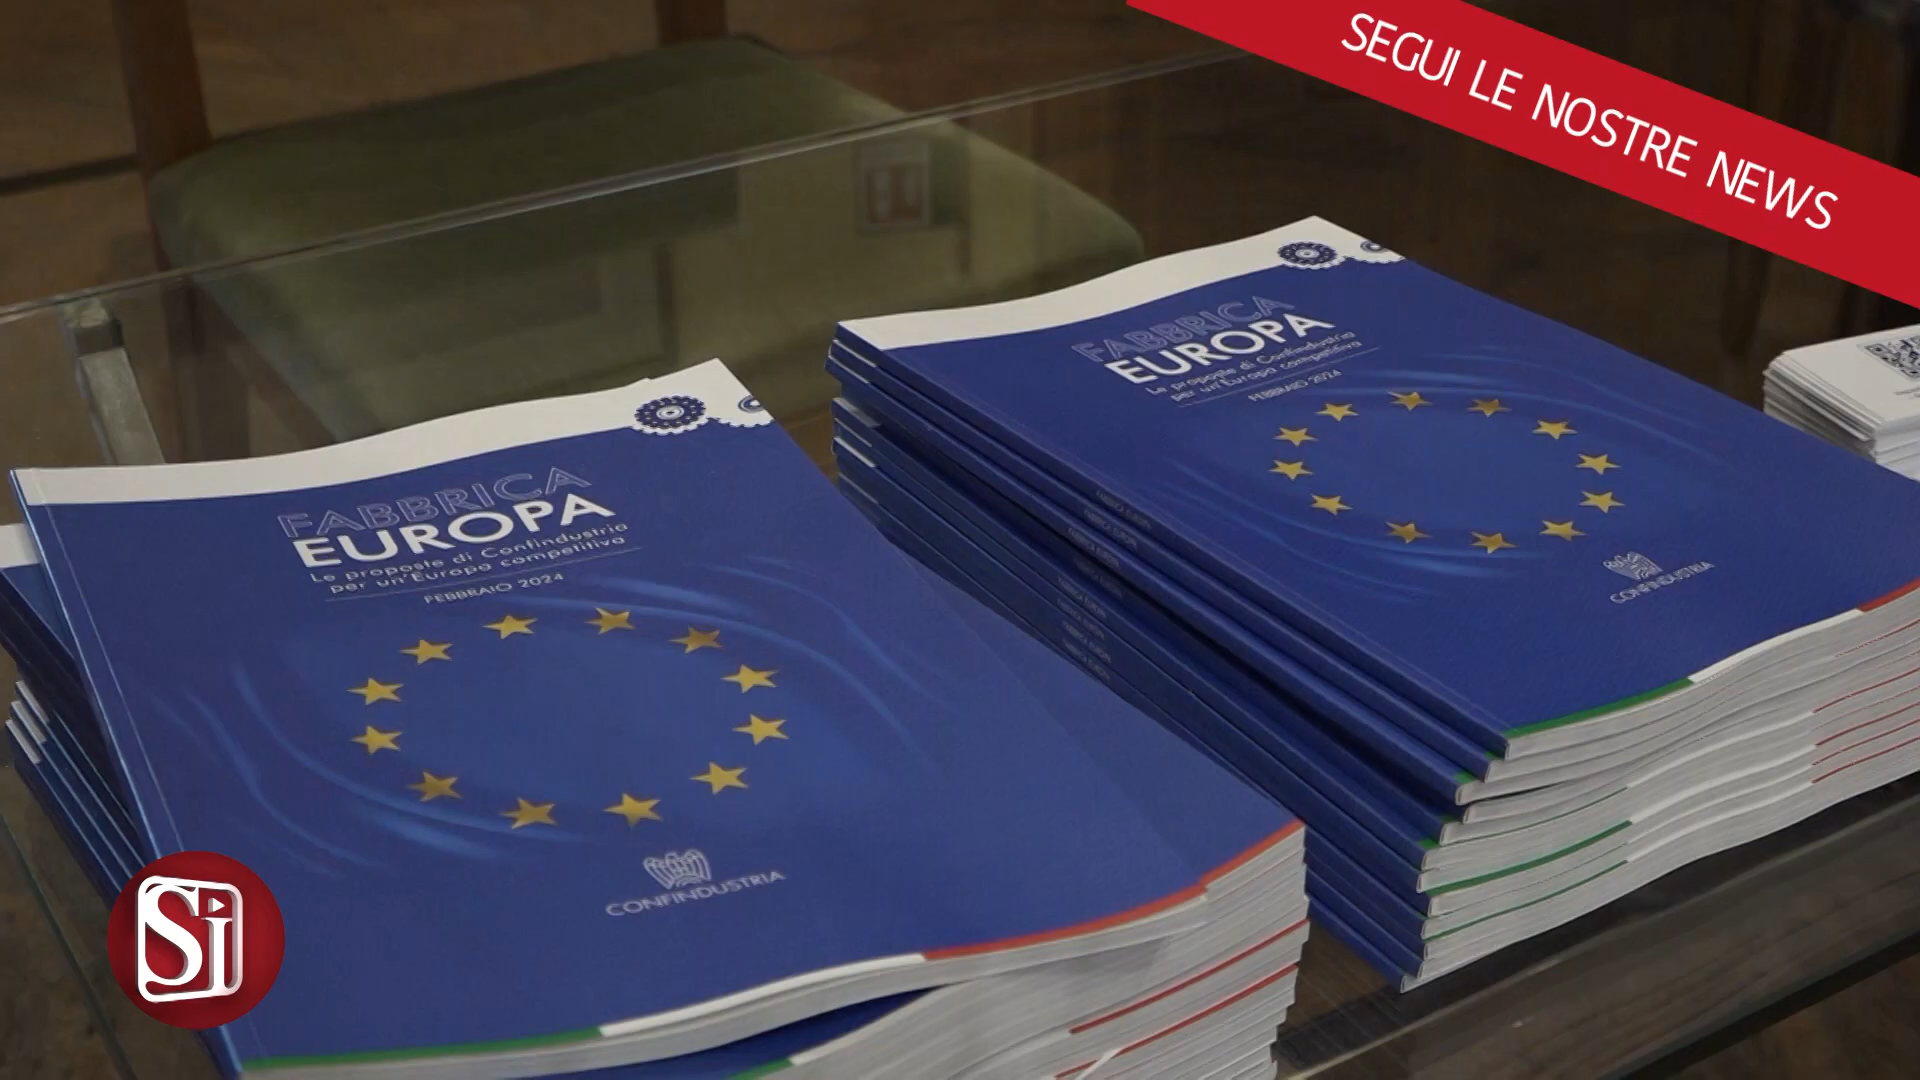 SEGUI LE NOSTRE NEWS
FABBRICA
EUROPA
Le proposte di Confindustria
per un'Europa competitiva
FEBBRAIO 2024
CONFINDUSTRIA
FABBRICA
EUROPA
Le proposte di Confindustria
per un'Europa competitiva
FEBBRAIO 2024
CONFINDUSTRIA
Si